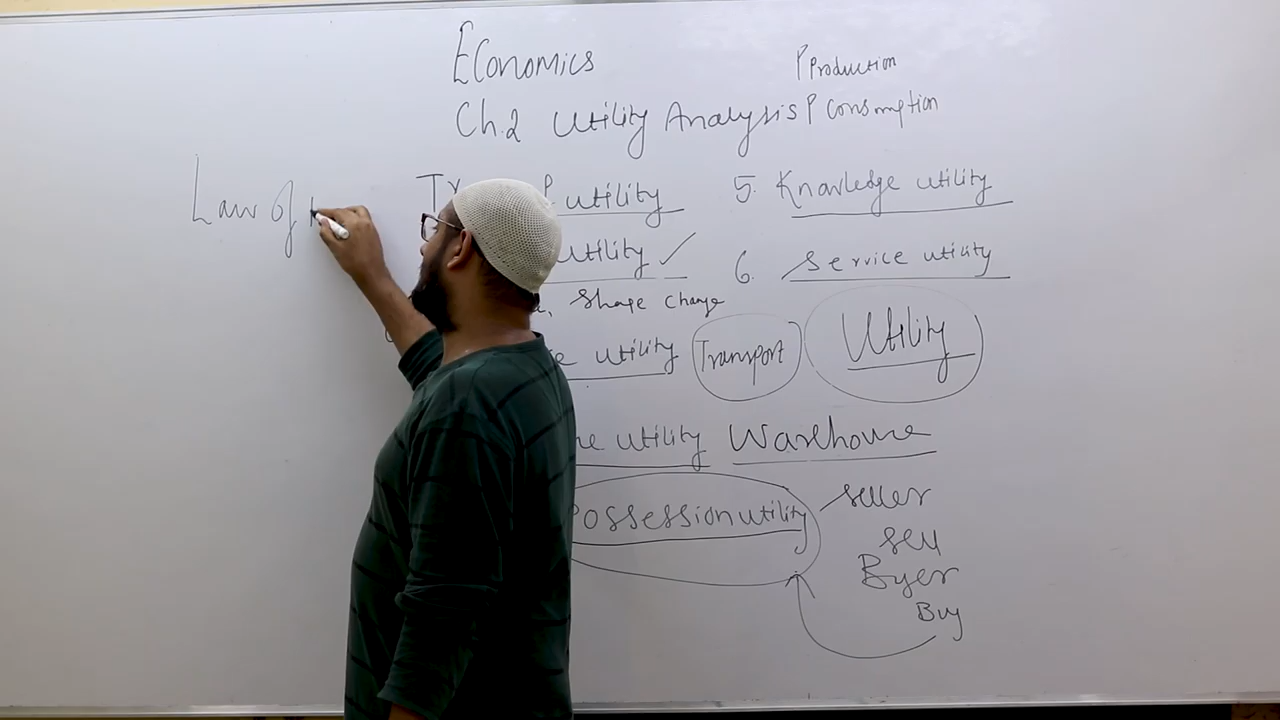 Economics
P Production
Ch.2 Utility Analysis P Consumption
Law of
utility
5. Knowledge utility
utility ✓
6. Service utility
Shape Change
utility Transport Utility
utility Warehouse
Possession utility
Seller
Sell
Byer
Buy